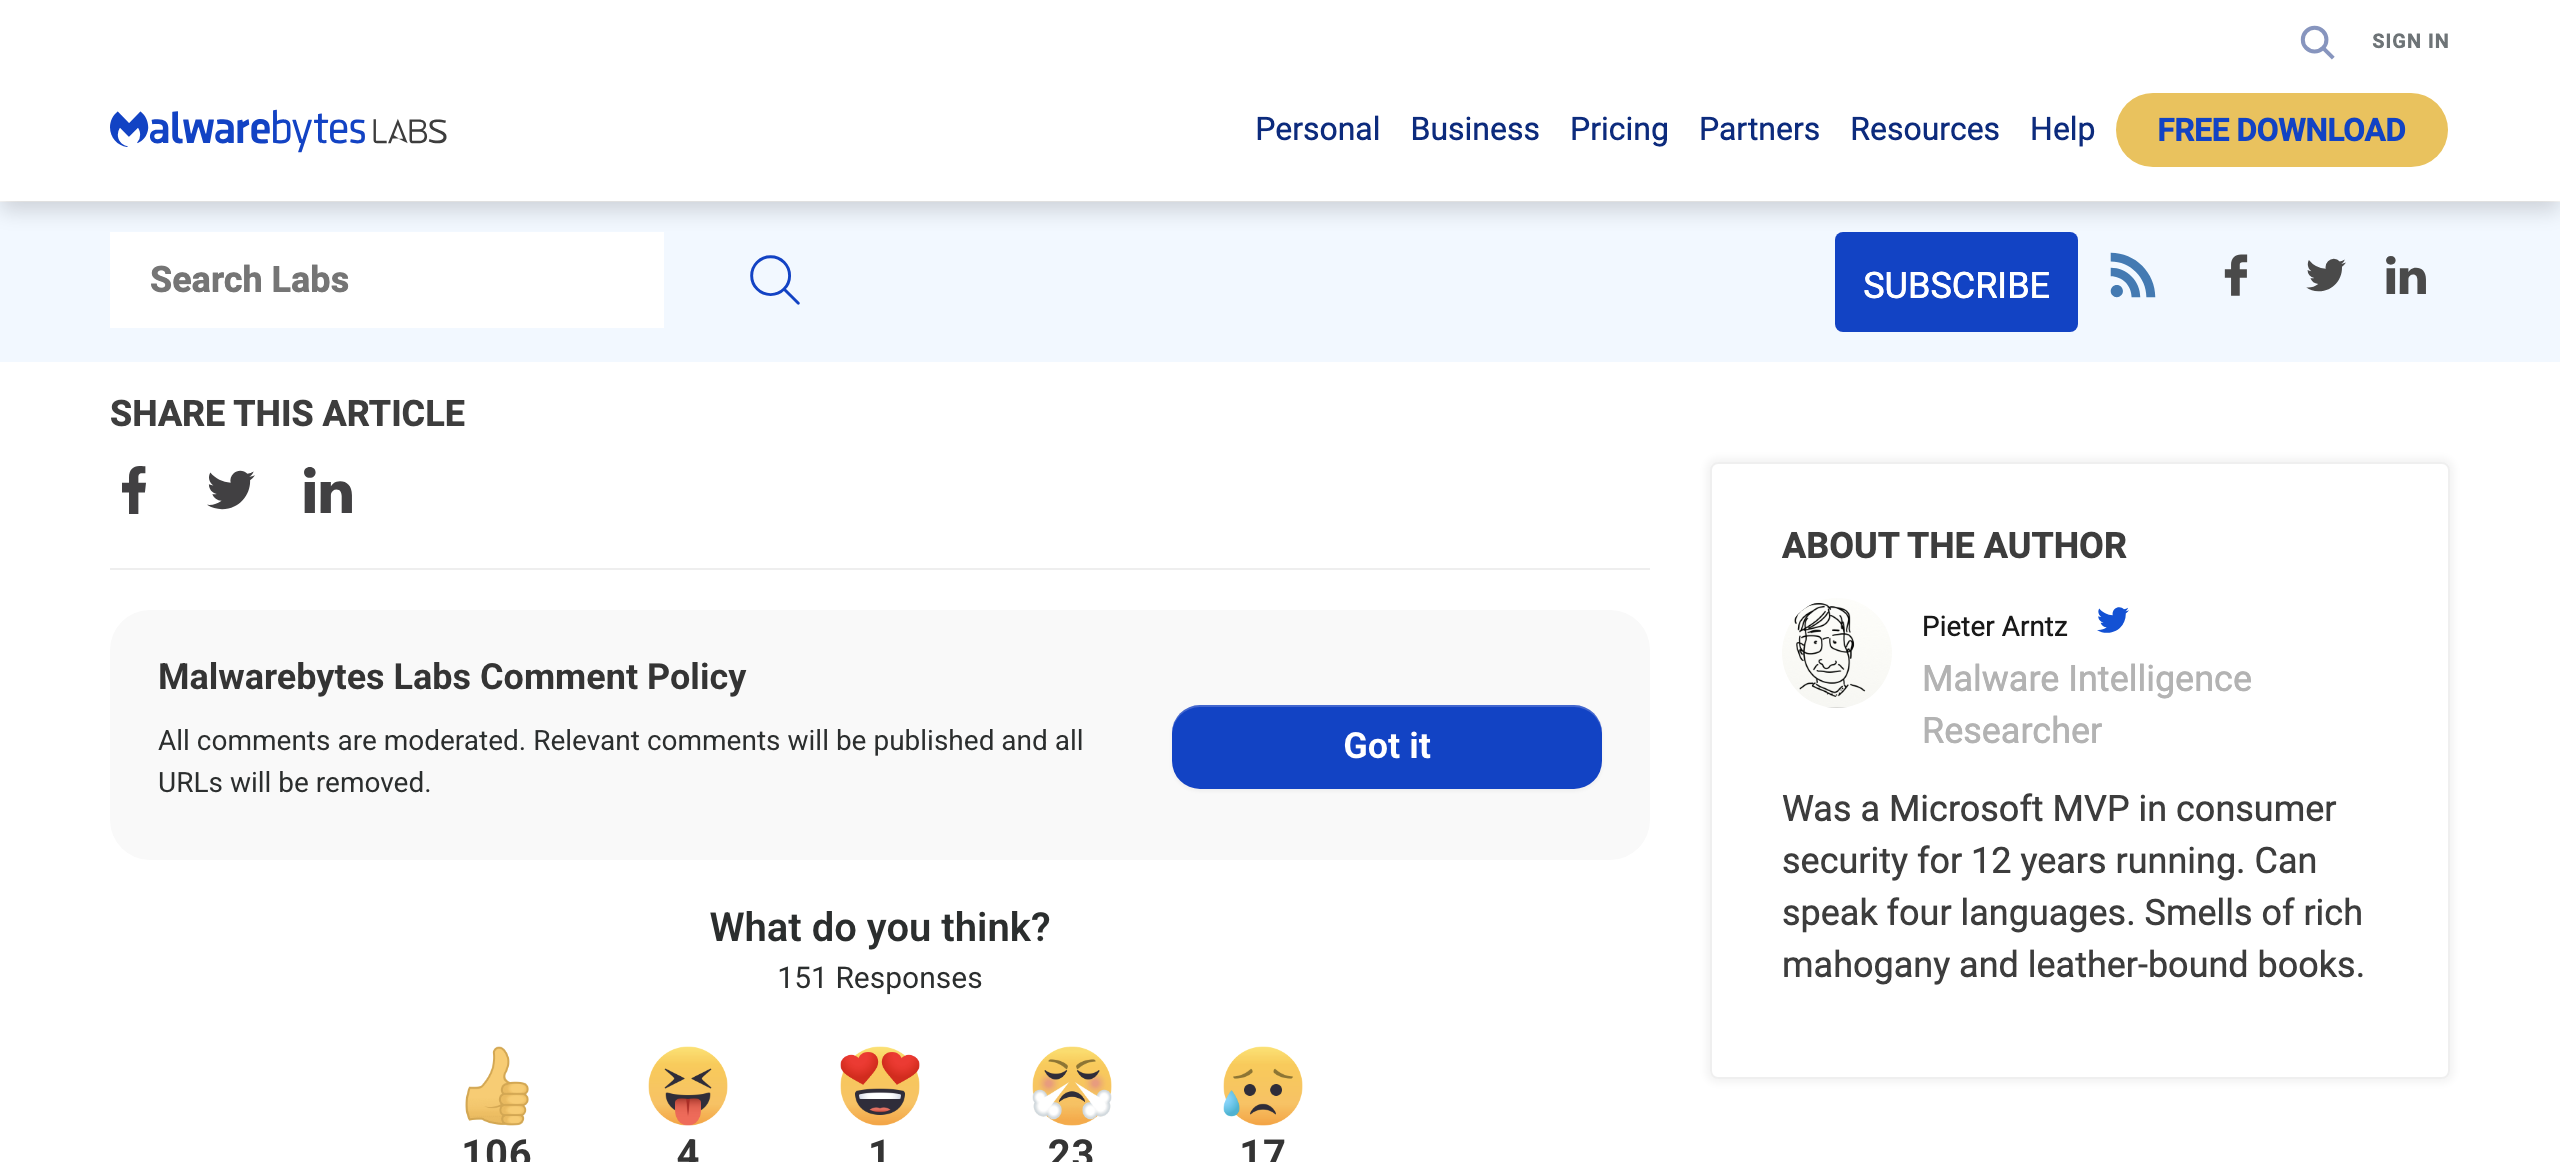 SIGN IN
Malwarebytes LABS
Personal Business Pricing Partners Resources Help FREE DOWNLOAD
Search Labs
SUBSCRIBE
SHARE THIS ARTICLE
Malwarebytes Labs Comment Policy
All comments are moderated. Relevant comments will be published and all
URLs will be removed.
Got it
What do you think?
151 Responses
106 4 1 23 17
ABOUT THE AUTHOR
Pieter Arntz
Malware Intelligence
Researcher
Was a Microsoft MVP in consumer
security for 12 years running. Can
speak four languages. Smells of rich
mahogany and leather-bound books.